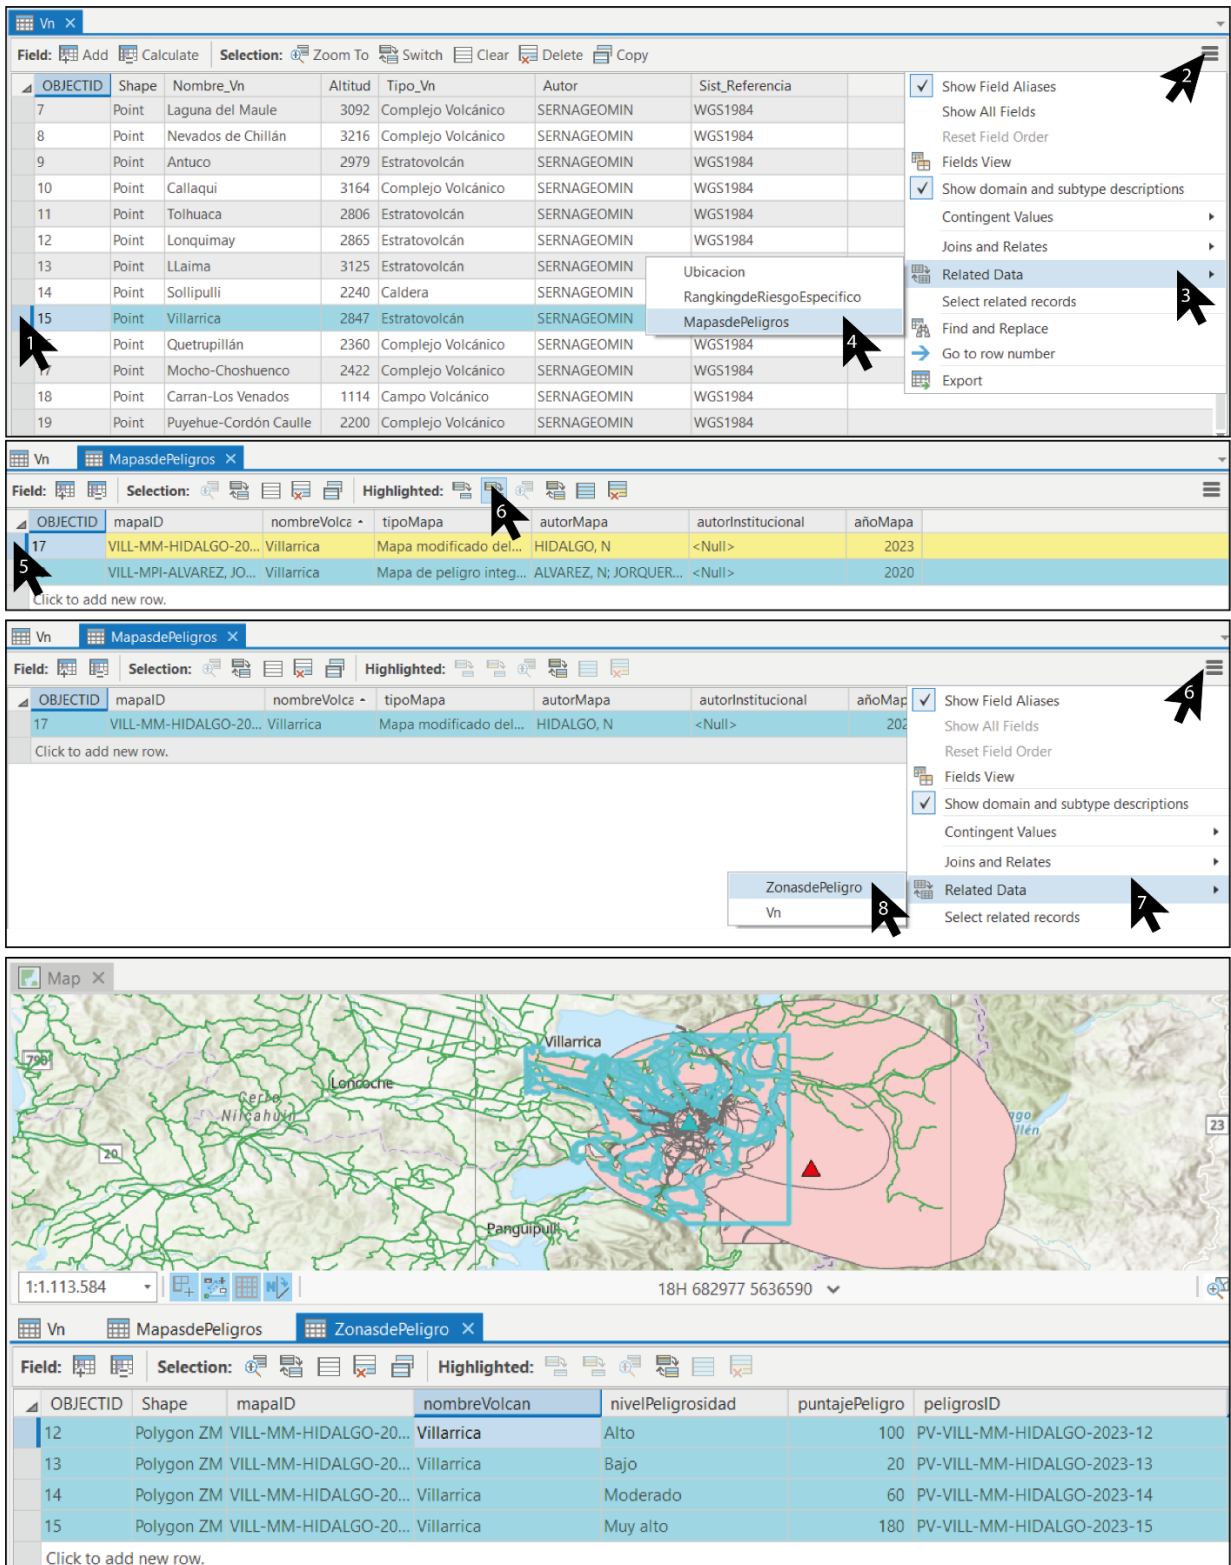 Vn
Field: Add Calculate Selection: Zoom To Switch Clear Delete Copy
2
OBJECTID Shape Nombre_Vn Altitud Tipo_Vn Autor Sist_Referencia
7 Point Laguna del Maule 3092 Complejo Volcánico SERNAGEOMIN WGS1984
8 Point Nevados de Chillán 3216 Complejo Volcánico SERNAGEOMIN WGS1984
9 Point Antuco 2979 Estratovolcán SERNAGEOMIN WGS1984
10 Point Callaqui 3164 Complejo Volcánico SERNAGEOMIN WGS1984
11 Point Tolhuaca 2806 Estratovolcán SERNAGEOMIN WGS1984
12 Point Lonquimay 2865 Estratovolcán SERNAGEOMIN WGS1984
13 Point LLaima 3125 Estratovolcán SERNAGEOMIN
14 Point Sollipulli 2240 Caldera SERNAGEOMIN
15 Point Villarrica 2847 Estratovolcán SERNAGEOMIN
1
Point Quetrupillán 2360 Complejo Volcánico SERNAGEOMIN WGS1984
Point Mocho-Choshuenco 2422 Complejo Volcánico SERNAGEOMIN WGS1984
18 Point Carran-Los Venados 1114 Campo Volcánico SERNAGEOMIN WGS1984
19 Point Puyehue-Cordón Caulle 2200 Complejo Volcánico SERNAGEOMIN WGS1984
Show Field Aliases
Show All Fields
Reset Field Order
Fields View
Show domain and subtype descriptions
Contingent Values
Joins and Relates
Related Data
3
Select related records
Find and Replace
Go to row number
Export
Ubicacion
RangkingdeRiesgoEspecifico
MapasdePeligros
4
Vn MapasdePeligros
Field: Selection: Highlighted:
6
OBJECTID mapaID nombreVolca tipoMapa autorMapa autorInstitucional añoMapa
17 VILL-MM-HIDALGO-20... Villarrica Mapa modificado del... HIDALGO, N <Null> 2023
5
VILL-MPI-ALVAREZ, JO... Villarrica Mapa de peligro integ... ALVAREZ, N; JORQUER... <Null> 2020
Click to add new row.
Vn MapasdePeligros
Field: Selection: Highlighted:
6
OBJECTID mapaID nombreVolca tipoMapa autorMapa autorInstitucional añoMap
17 VILL-MM-HIDALGO-20... Villarrica Mapa modificado del... HIDALGO, N <Null> 202
Click to add new row.
Show Field Aliases
Show All Fields
Reset Field Order
Fields View
Show domain and subtype descriptions
Contingent Values
Joins and Relates
Related Data
7
Select related records
ZonasdePeligro
8
Vn
Map
Villarrica
790
Loncoche
Cerro
Nilcahuin
20
23
Panguipulli
1:1.113.584
18H 682977 5636590
Vn MapasdePeligros ZonasdePeligro
Field: Selection: Highlighted:
OBJECTID Shape mapaID nombreVolcan nivelPeligrosidad puntajePeligro peligrosID
12 Polygon ZM VILL-MM-HIDALGO-20... Villarrica Alto 100 PV-VILL-MM-HIDALGO-2023-12
13 Polygon ZM VILL-MM-HIDALGO-20... Villarrica Bajo 20 PV-VILL-MM-HIDALGO-2023-13
14 Polygon ZM VILL-MM-HIDALGO-20... Villarrica Moderado 60 PV-VILL-MM-HIDALGO-2023-14
15 Polygon ZM VILL-MM-HIDALGO-20... Villarrica Muy alto 180 PV-VILL-MM-HIDALGO-2023-15
Click to add new row.